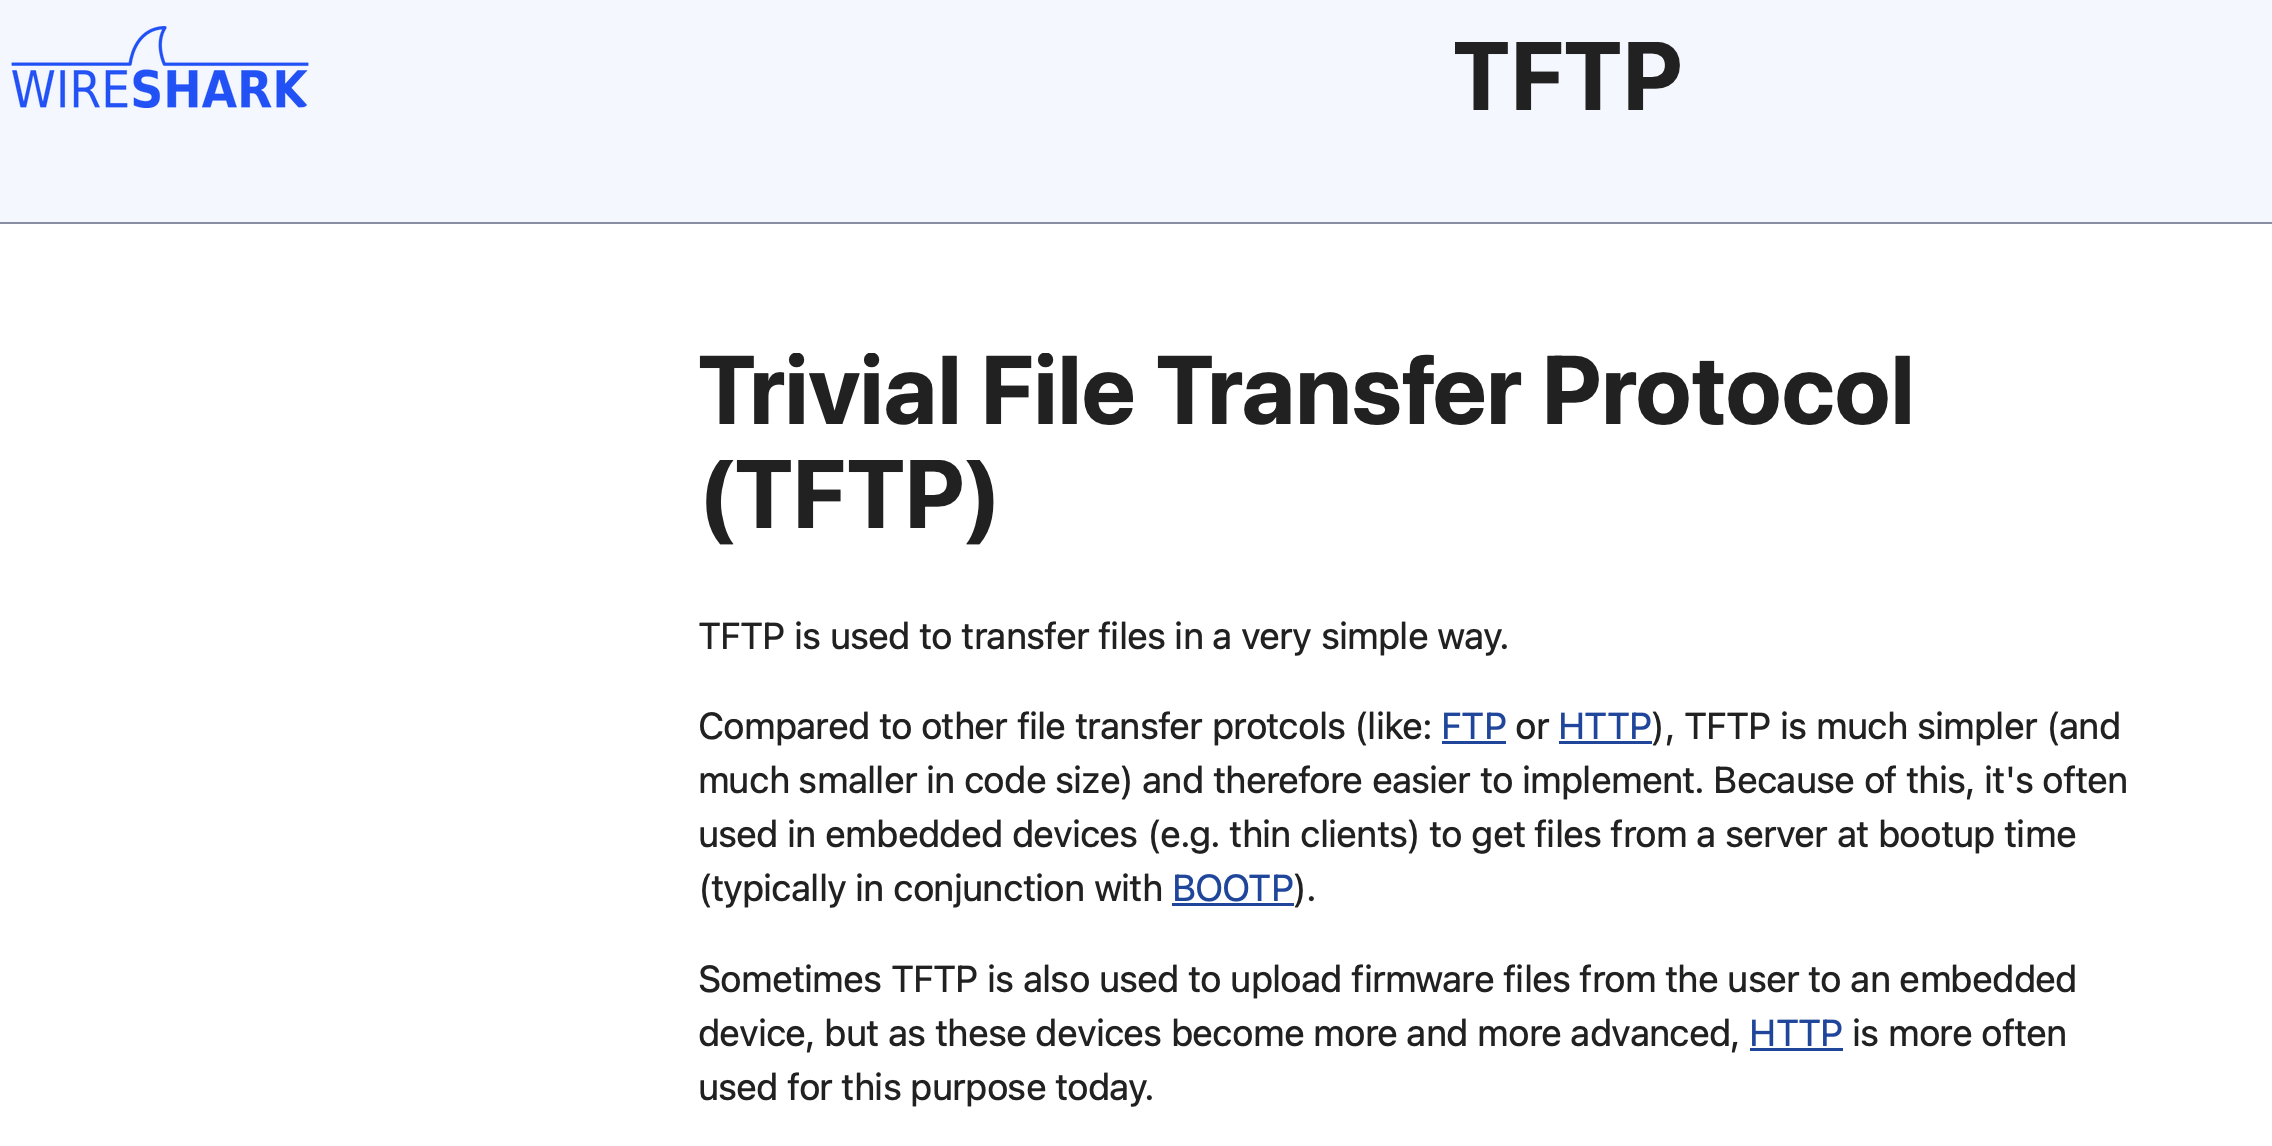 WIRESHARK
TFTP
Trivial File Transfer Protocol
(TFTP)
TFTP is used to transfer files in a very simple way.
Compared to other file transfer protcols (like: FTP or HTTP), TFTP is much simpler (and
much smaller in code size) and therefore easier to implement. Because of this, it's often
used in embedded devices (e.g. thin clients) to get files from a server at bootup time
(typically in conjunction with BOOTP).
Sometimes TFTP is also used to upload firmware files from the user to an embedded
device, but as these devices become more and more advanced, HTTP is more often
used for this purpose today.